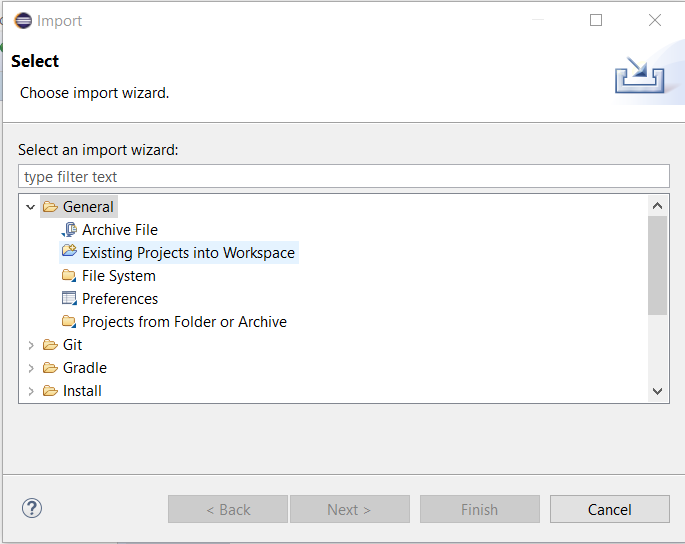 Import
Select
Choose import wizard.
Select an import wizard:
type filter text
General
Archive File
Existing Projects into Workspace
File System
Preferences
Projects from Folder or Archive
Git
Gradle
Install
?
< Back
Next >
Finish
Cancel